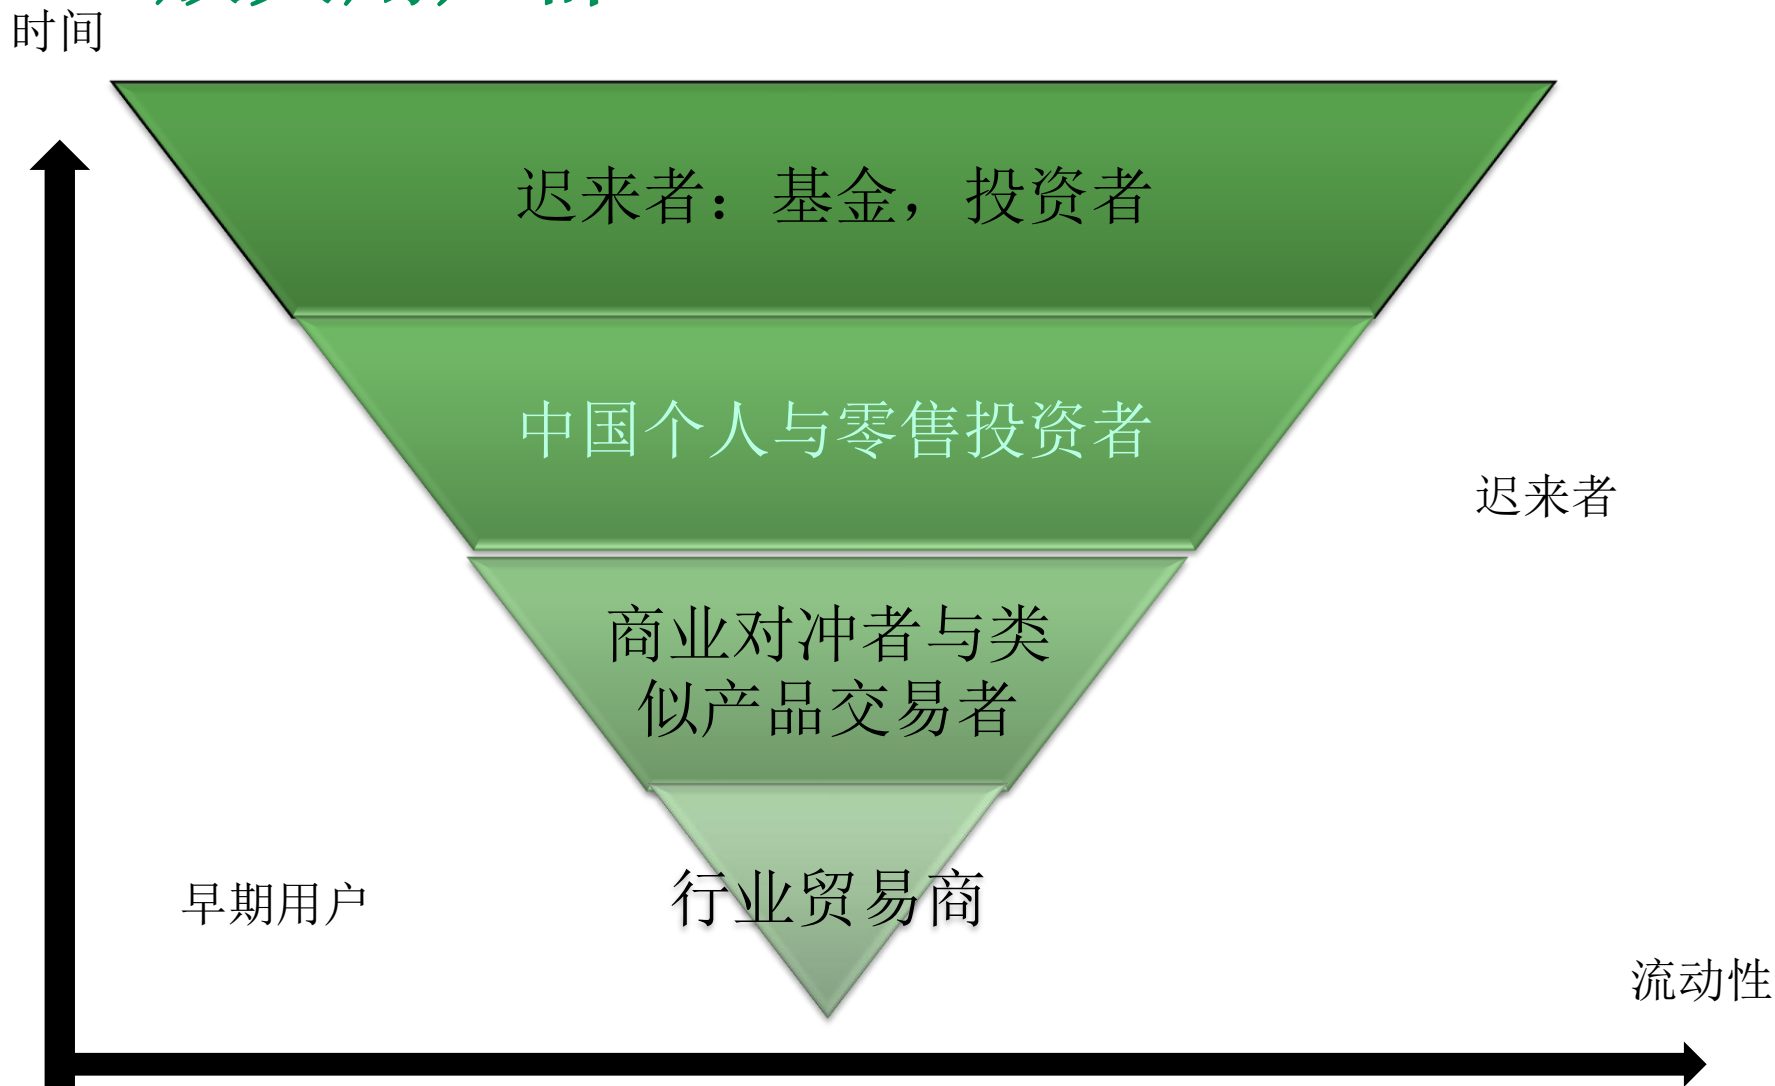 时间
迟来者：基金，投资者
中国个人与零售投资者
迟来者
商业对冲者与类
似产品交易者
早期用户
行业贸易商
流动性